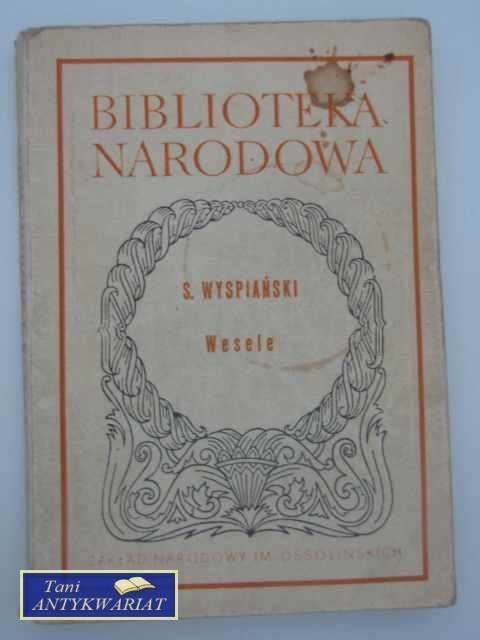 BIBLIOTEKA
NARODOWA
S. WYSPIAŃSKI
Wesele
ZAKŁAD NARODOWY IM. OSSOLIŃSKICH
Tani
ANTYKWARIAT